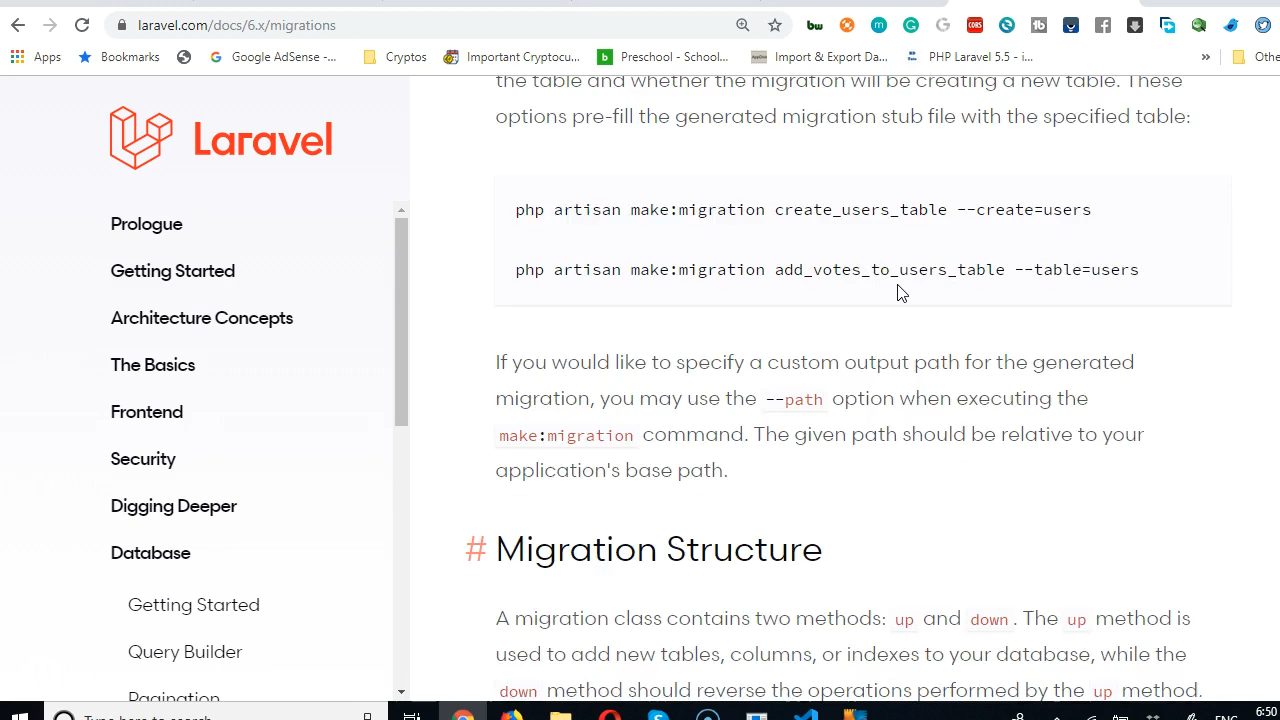 laravel.com/docs/6.x/migrations
Apps
Bookmarks
Google AdSense -...
Cryptos
Important Cryptocu...
Preschool - School...
Import & Export Da...
PHP Laravel 5.5 - i...
»
Othe
Laravel
Prologue
Getting Started
Architecture Concepts
The Basics
Frontend
Security
Digging Deeper
Database
Getting Started
Query Builder
Pagination
the table and whether the migration will be creating a new table. These
options pre-fill the generated migration stub file with the specified table:
php artisan make:migration create_users_table --create=users
php artisan make:migration add_votes_to_users_table --table=users
If you would like to specify a custom output path for the generated
migration, you may use the --path option when executing the
make:migration command. The given path should be relative to your
application's base path.
# Migration Structure
A migration class contains two methods: up and down. The up method is
used to add new tables, columns, or indexes to your database, while the
down method should reverse the operations performed by the up method.
Type here to search
ENG
6:50